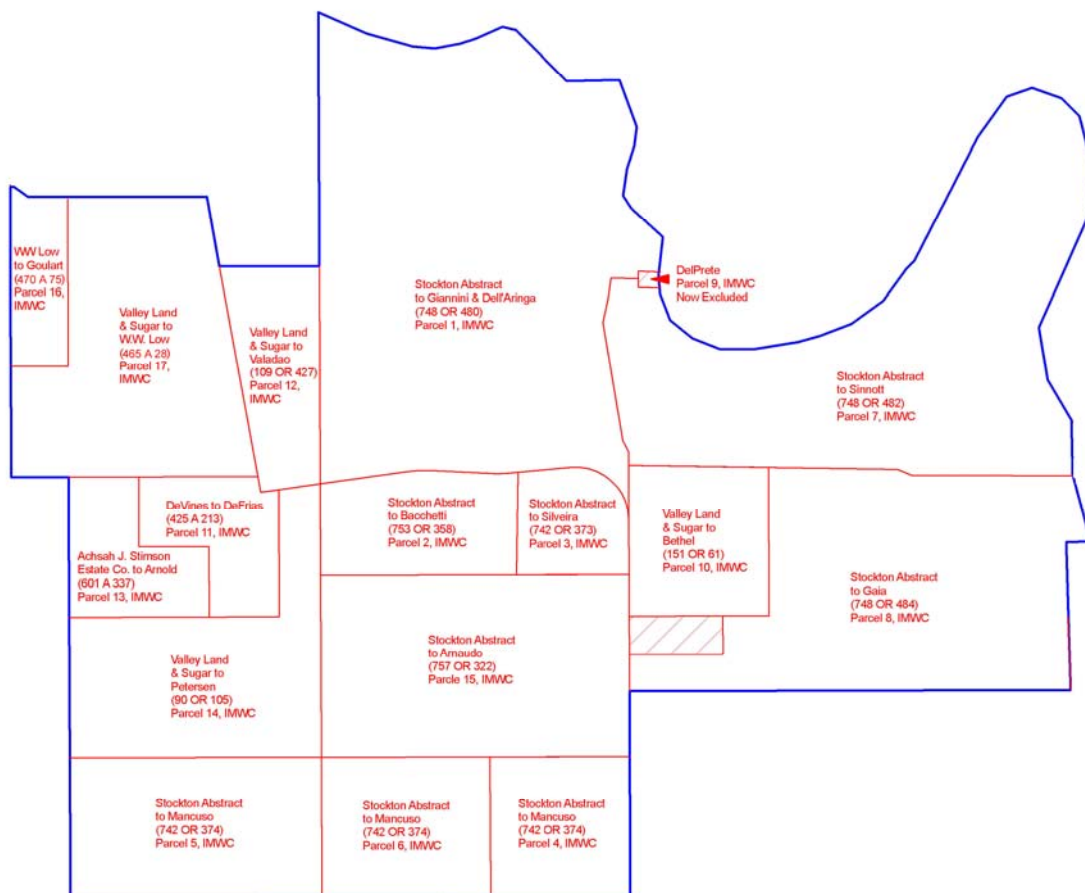 WW Low
to Goulart
(470 A 75)
Parcel 16,
IMWC
Valley Land
& Sugar to
W.W. Low
(465 A 28)
Parcel 17,
IMWC
Valley Land
& Sugar to
Valadao
(109 OR 427)
Parcel 12,
IMWC
Stockton Abstract
to Giannini & Dell'Aringa
(748 OR 480)
Parcel 1, IMWC
DelPrete
Parcel 9, IMWC
Now Excluded
Stockton Abstract
to Sinnott
(748 OR 482)
Parcel 7, IMWC
DeVines to DeFrias
(425 A 213)
Parcel 11, IMWC
Achsah J. Stimson
Estate Co. to Arnold
(601 A 337)
Parcel 13, IMWC
Stockton Abstract
to Bacchetti
(753 OR 358)
Parcel 2, IMWC
Stockton Abstract
to Silveira
(742 OR 373)
Parcel 3, IMWC
Valley Land
& Sugar to
Bethel
(151 OR 61)
Parcel 10, IMWC
Stockton Abstract
to Gaia
(748 OR 484)
Parcel 8, IMWC
Valley Land
& Sugar to
Petersen
(90 OR 105)
Parcel 14, IMWC
Stockton Abstract
to Arnaudo
(757 OR 322)
Parcle 15, IMWC
Stockton Abstract
to Mancuso
(742 OR 374)
Parcel 5, IMWC
Stockton Abstract
to Mancuso
(742 OR 374)
Parcel 6, IMWC
Stockton Abstract
to Mancuso
(742 OR 374)
Parcel 4, IMWC